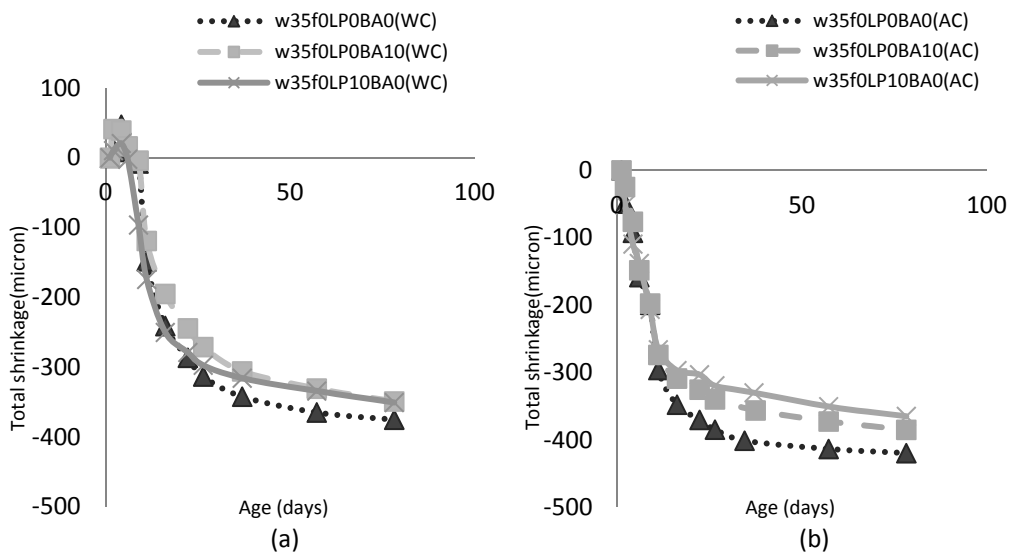 w35f0LP0BA0(WC)
w35f0LP0BA10(WC)
w35f0LP10BA0(WC)
100
0
-100
-200
-300
-400
-500
0
50
100
Total shrinkage(micron)
Age (days)
(a)
w35f0LP0BA0(AC)
w35f0LP0BA10(AC)
w35f0LP10BA0(AC)
0
-100
-200
-300
-400
-500
0
50
100
Total shrinkage(micron)
Age (days)
(b)